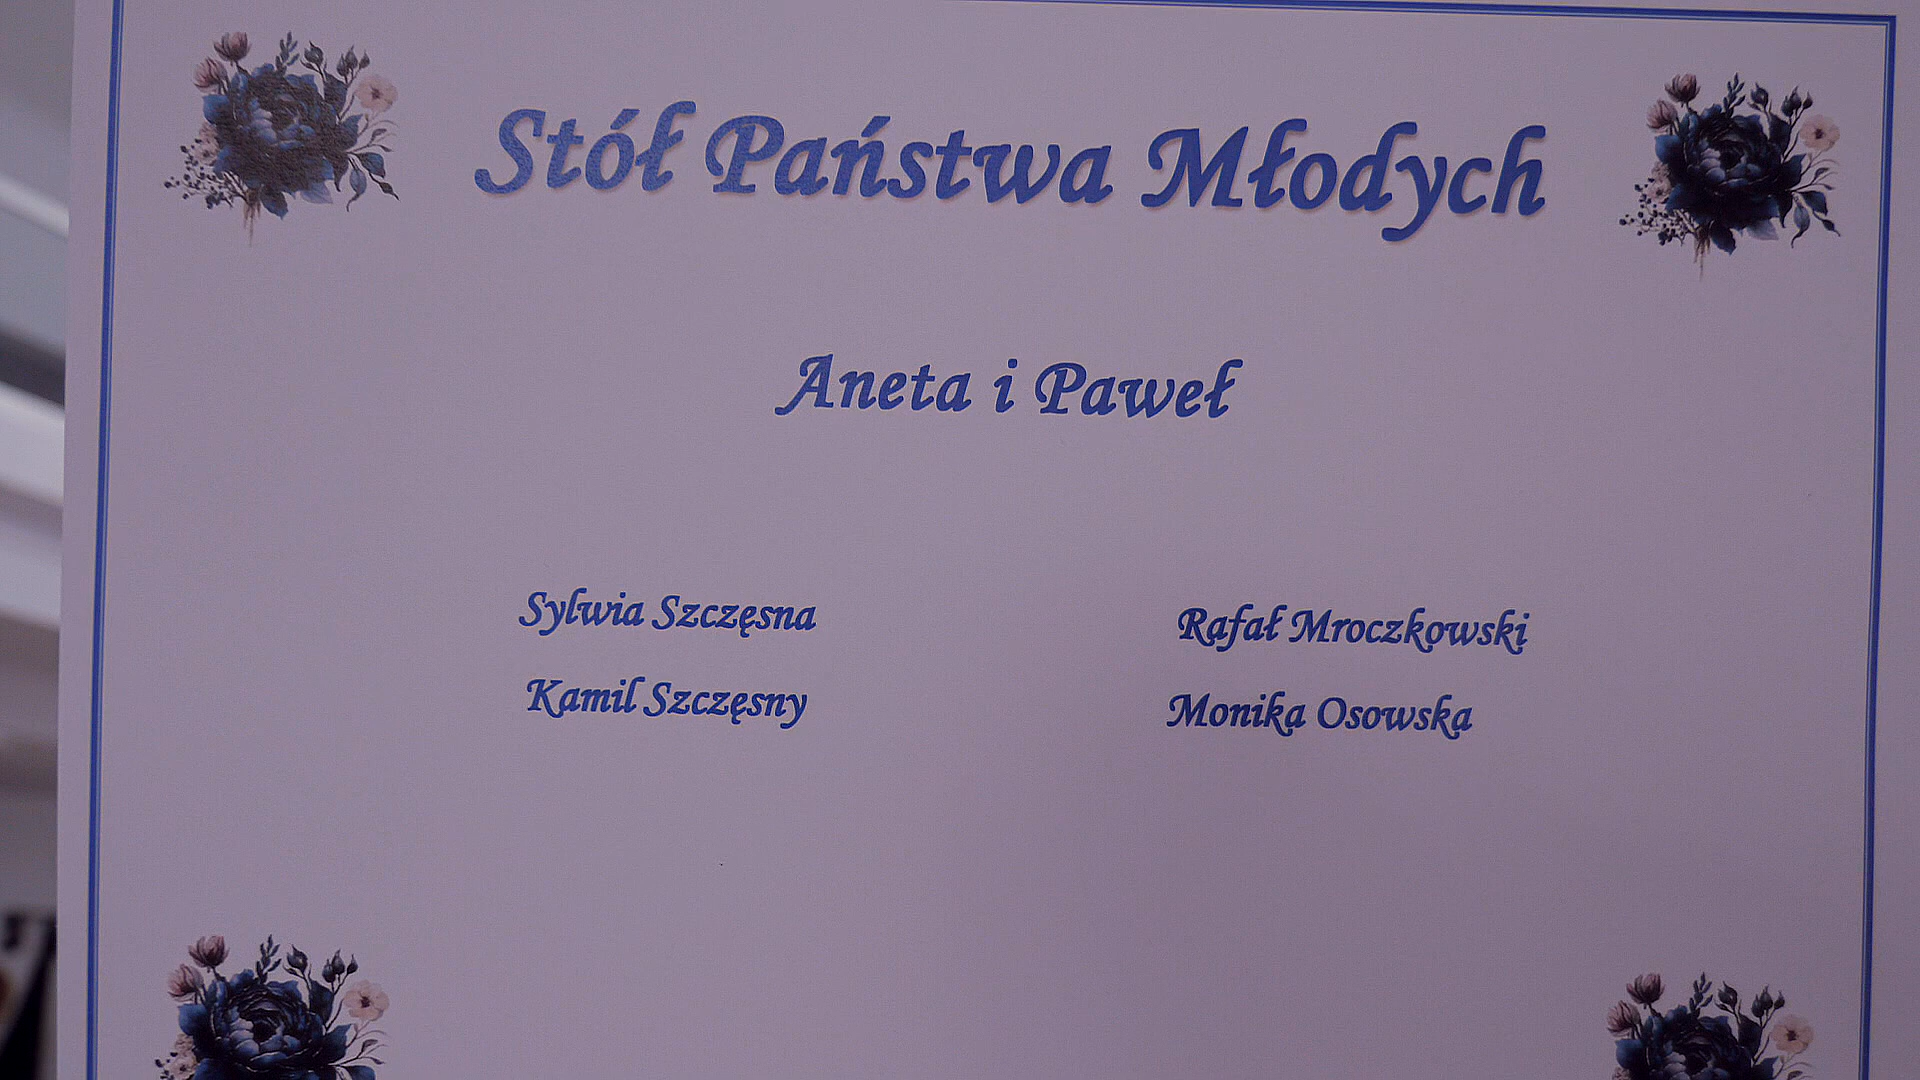 Stół Państwa Młodych
Aneta i Paweł
Sylwia Szczęsna
Kamil Szczęsny
Rafał Mroczkowski
Monika Osowska